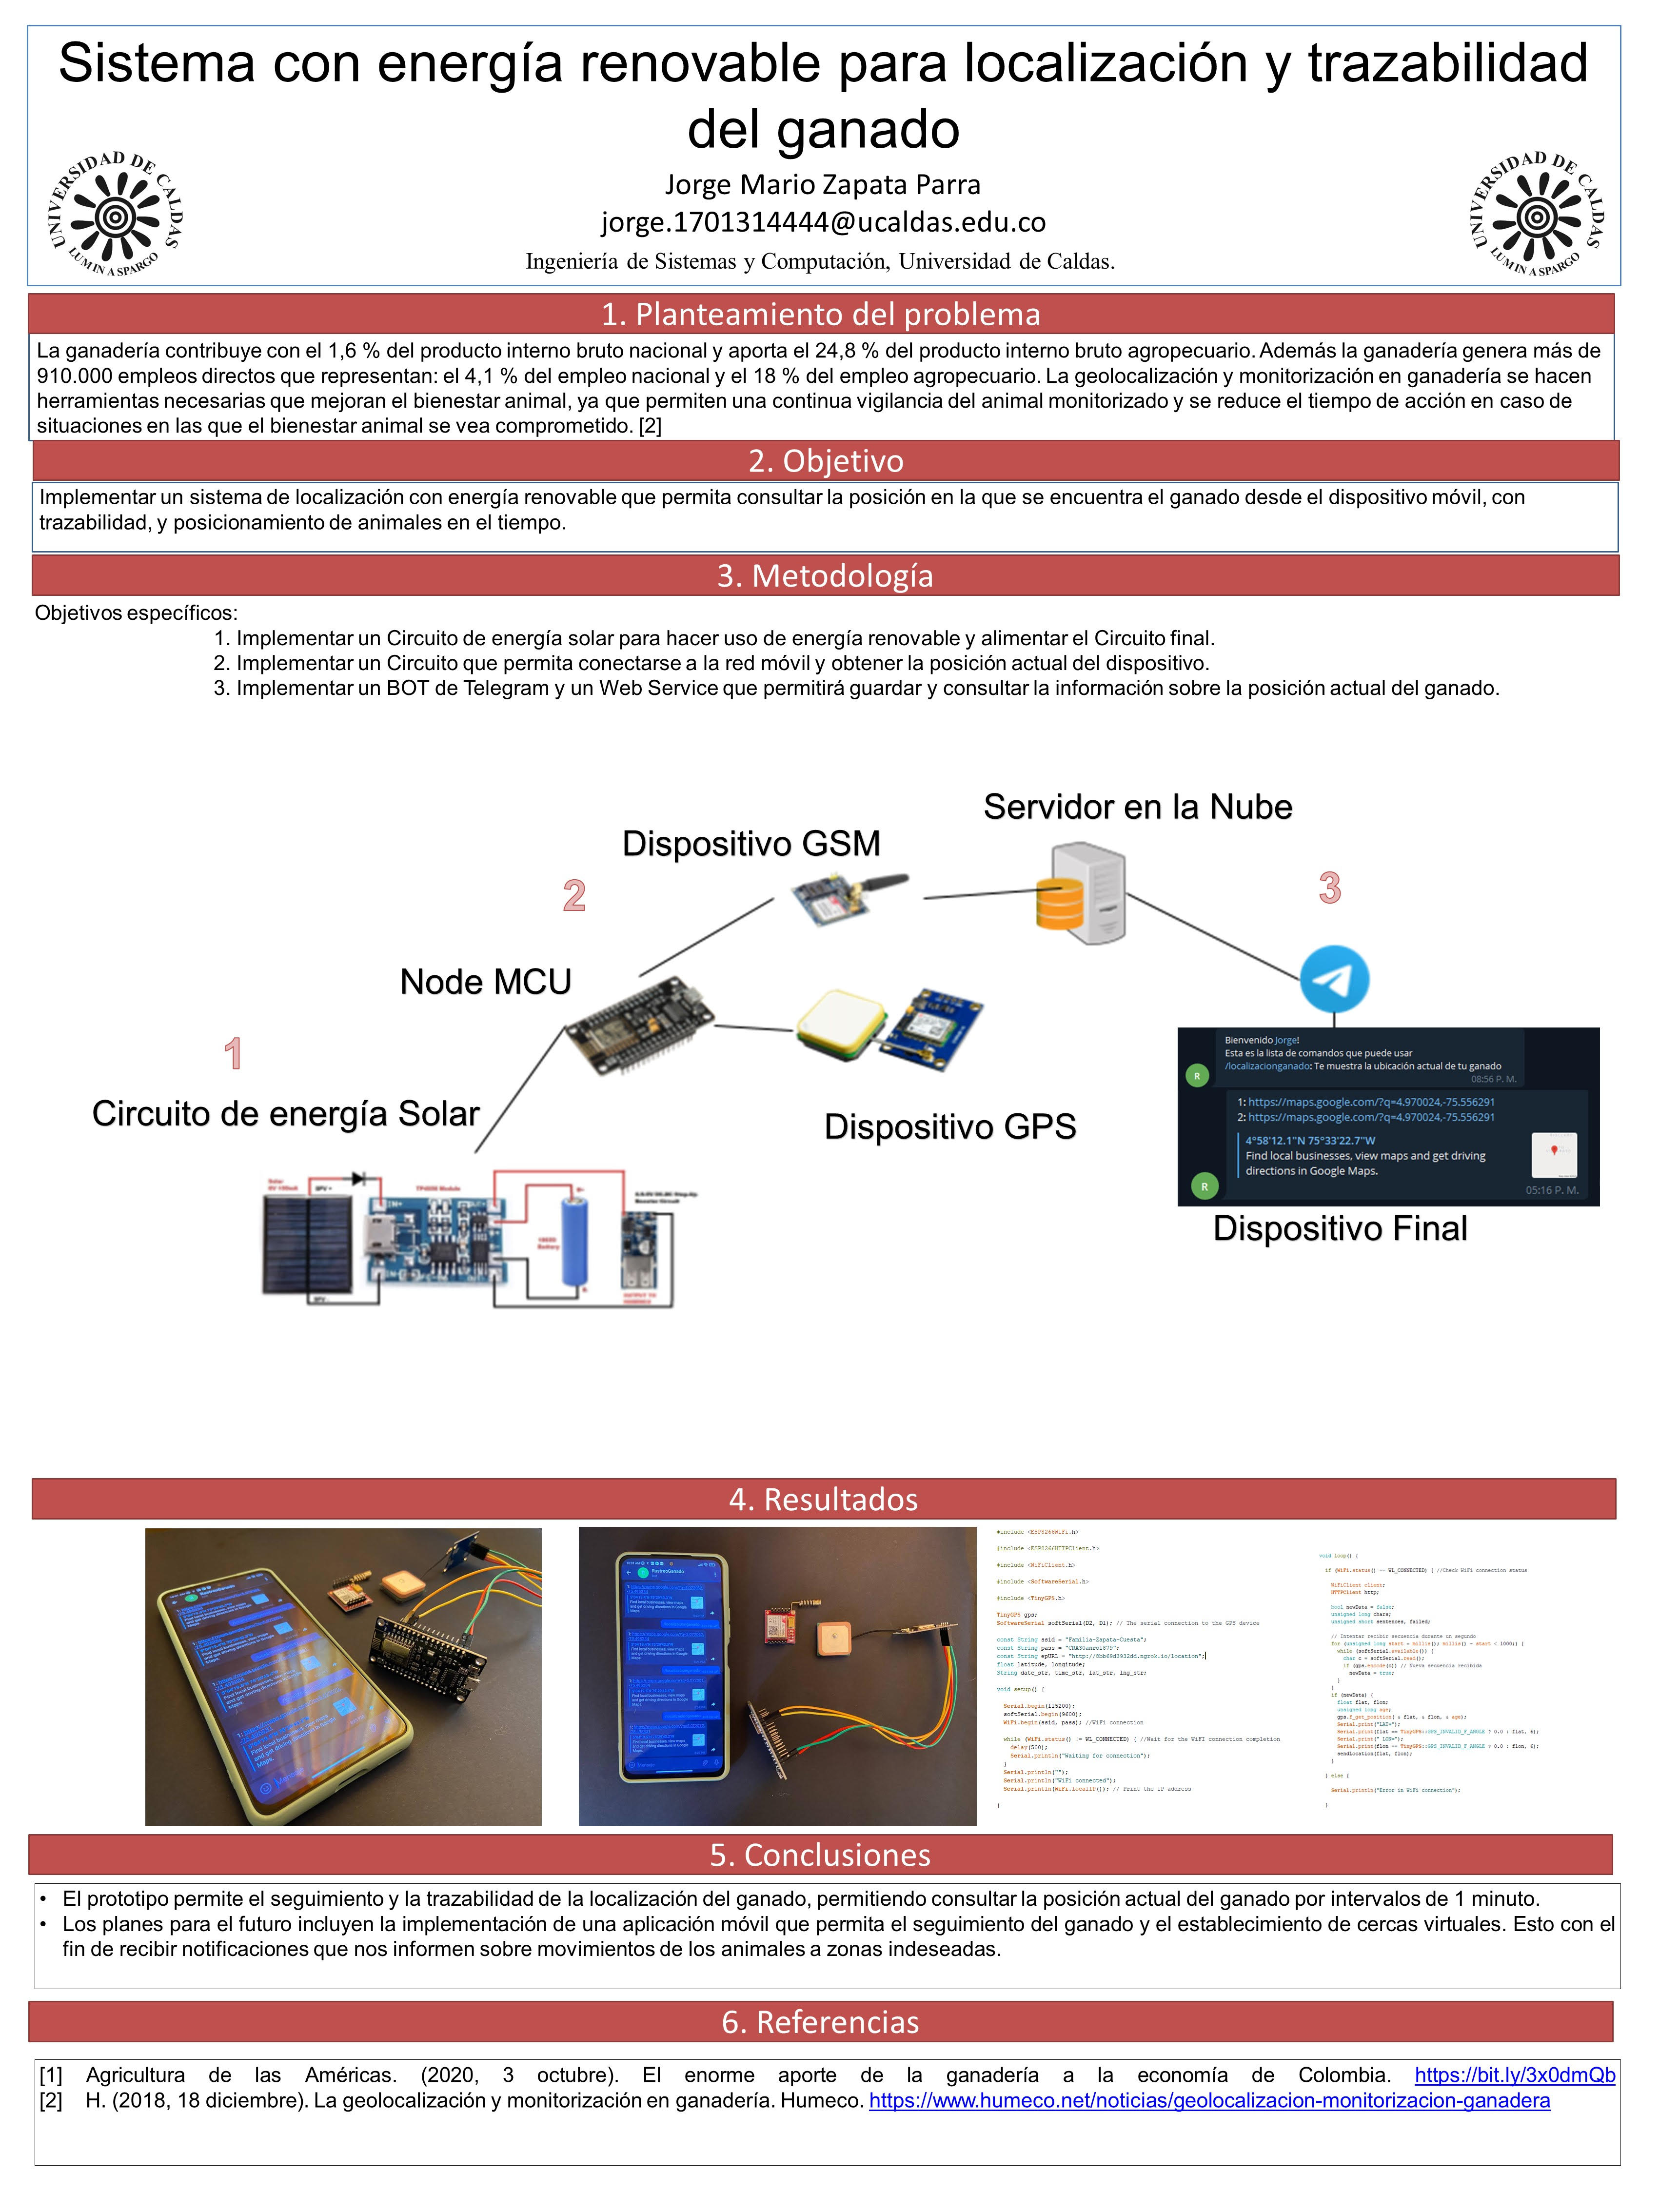 Sistema con energía renovable para localización y trazabilidad
del ganado
Jorge Mario Zapata Parra
jorge.1701314444@ucaldas.edu.co
Ingeniería de Sistemas y Computación, Universidad de Caldas.
UNIVERSIDAD DE CALDAS
LUMINA SPARGO
UNIVERSIDAD DE CALDAS
LUMINA SPARGO
1. Planteamiento del problema
La ganadería contribuye con el 1,6 % del producto interno bruto nacional y aporta el 24,8 % del producto interno bruto agropecuario. Además la ganadería genera más de
910.000 empleos directos que representan: el 4,1 % del empleo nacional y el 18 % del empleo agropecuario. La geolocalización y monitorización en ganadería se hacen
herramientas necesarias que mejoran el bienestar animal, ya que permiten una continua vigilancia del animal monitorizado y se reduce el tiempo de acción en caso de
situaciones en las que el bienestar animal se vea comprometido. [2]
2. Objetivo
Implementar un sistema de localización con energía renovable que permita consultar la posición en la que se encuentra el ganado desde el dispositivo móvil, con
trazabilidad, y posicionamiento de animales en el tiempo.
3. Metodología
Objetivos específicos:
1. Implementar un Circuito de energía solar para hacer uso de energía renovable y alimentar el Circuito final.
2. Implementar un Circuito que permita conectarse a la red móvil y obtener la posición actual del dispositivo.
3. Implementar un BOT de Telegram y un Web Service que permitirá guardar y consultar la información sobre la posición actual del ganado.
Servidor en la Nube
Dispositivo GSM
2
3
Node MCU
1
Circuito de energía Solar
Dispositivo GPS
Bienvenido Jorge!
Esta es la lista de comandos que puede usar
/localizacionganado: Te muestra la ubicación actual de tu ganado
08:56 P. M.
R
1: https://maps.google.com/?q=4.970024,-75.556291
2: https://maps.google.com/?q=4.970024,-75.556291
4°58'12.1"N 75°33'22.7"W
Find local businesses, view maps and get driving
directions in Google Maps.
R
05:16 P. M.
Dispositivo Final
4. Resultados
RastreoGanado
#include <ESP8266WiFi.h>
#include <ESP8266HTTPClient.h>
#include <WiFiClient.h>
#include <SoftwareSerial.h>
#include <TinyGPS.h>
TinyGPS gps;
SoftwareSerial softSerial(D2, D1); // The serial connection to the GPS device
const String ssid = "Familia-Zapata-Cuesta";
const String pass =
const String epURL =
float latitude, longitude;
String date_str, time_str, lat_str, lng_str;
void setup() {
Serial.begin(115200);
softSerial.begin(9600);
WiFi.begin(ssid, pass); //WiFi connection
while (WiFi.status() != WL_CONNECTED) { //Wait for the WiFI connection completion
delay(500);
Serial.println("Waiting for connection");
}
Serial.println("");
Serial.println("WiFi connected");
Serial.println(WiFi.localIP()); // Print the IP address
}
void loop() {
if (WiFi.status() == WL_CONNECTED) { //Check WiFi connection status
WiFiClient client;
HTTPClient http;
bool newData = false;
unsigned long chars;
unsigned short sentences, failed;
// Intentar recibir secuencia durante un segundo
for (unsigned long start = millis(); millis() - start < 1000;) {
while (softSerial.available()) {
char c = softSerial.read();
if (gps.encode(c)) // Nueva secuencia recibida
newData = true;
}
}
if (newData) {
float flat, flon;
unsigned long age;
gps.f_get_position( & flat, & flon, & age);
Serial.print("LAT=");
Serial.print(flat == TinyGPS::GPS_INVALID_F_ANGLE ? 0.0 : flat, 6);
Serial.print(" LON=");
Serial.print(flon == TinyGPS::GPS_INVALID_F_ANGLE ? 0.0 : flon, 6);
sendLocation(flat, flon);
}
} else {
Serial.println("Error in WiFi connection");
}
5. Conclusiones
• El prototipo permite el seguimiento y la trazabilidad de la localización del ganado, permitiendo consultar la posición actual del ganado por intervalos de 1 minuto.
• Los planes para el futuro incluyen la implementación de una aplicación móvil que permita el seguimiento del ganado y el establecimiento de cercas virtuales. Esto con el
fin de recibir notificaciones que nos informen sobre movimientos de los animales a zonas indeseadas.
6. Referencias
[1] Agricultura de las Américas. (2020, 3 octubre). El enorme aporte de la ganadería a la economía de Colombia. https://bit.ly/3x0dmQb
[2] H. (2018, 18 diciembre). La geolocalización y monitorización en ganadería. Humeco. https://www.humeco.net/noticias/geolocalizacion-monitorizacion-ganadera